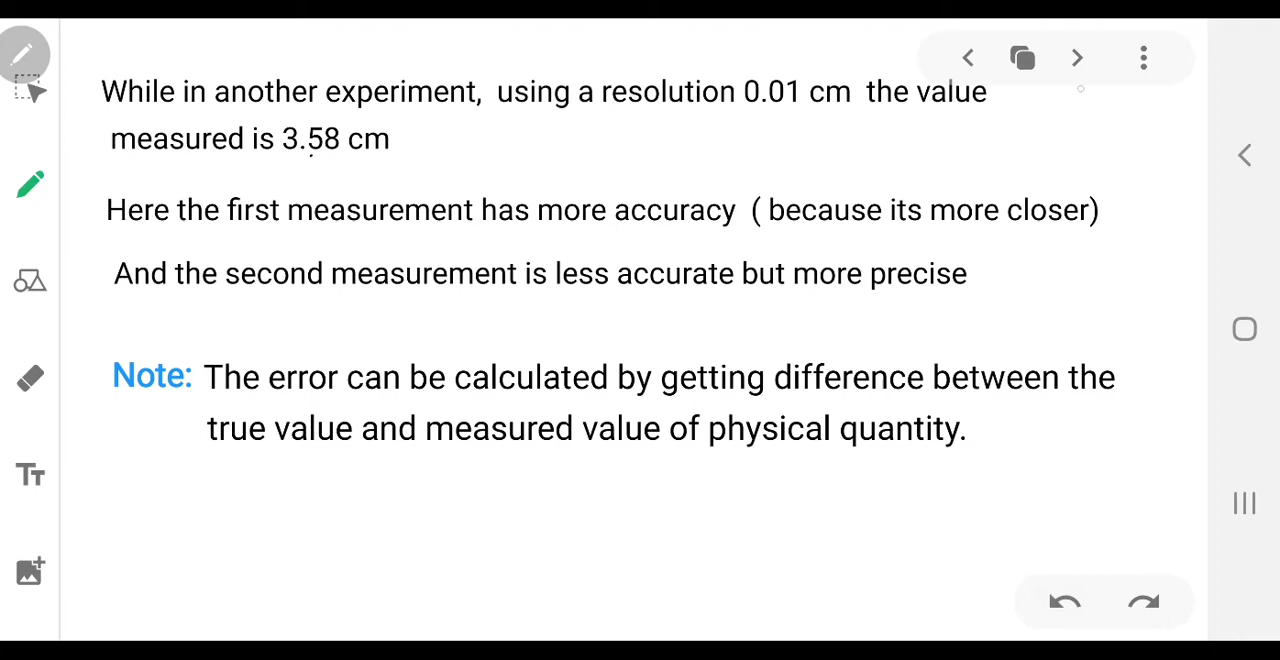 While in another experiment, using a resolution 0.01 cm the value
measured is 3.58 cm
Here the first measurement has more accuracy ( because its more closer)
And the second measurement is less accurate but more precise
Note: The error can be calculated by getting difference between the
true value and measured value of physical quantity.
TT